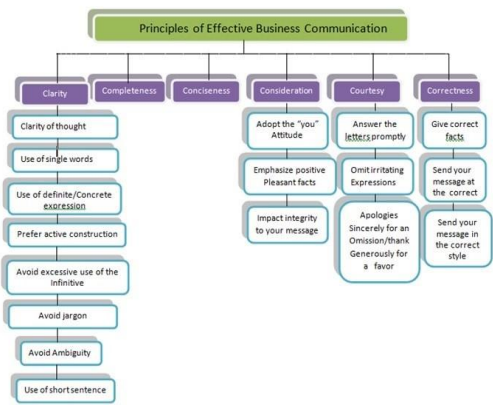 Principles of Effective Business Communication
Clarity
Completeness
Conciseness
Consideration
Courtesy
Correctness
Clarity of thought
Use of single words
Use of definite/Concrete
expression
Prefer active construction
Avoid excessive use of the
Infinitive
Avoid jargon
Avoid Ambiguity
Use of short sentence
Adopt the "you"
Attitude
Emphasize positive
Pleasant facts
Impact integrity
to your message
Answer the
letters promptly
Omit irritating
Expressions
Apologies
Sincerely for an
Omission/thank
Generously for
a favor
Give correct
facts
Send your
message at
the correct
Send your
message in
the correct
style